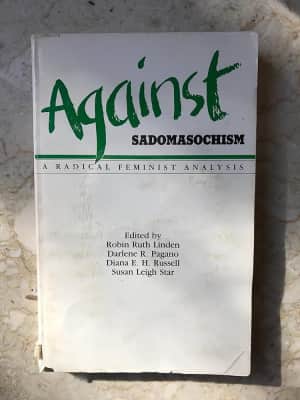 Against
SADOMASOCHISM
A RADICAL FEMINIST ANALYSIS
Edited by
Robin Ruth Linden
Darlene R. Pagano
Diana E. H. Russell
Susan Leigh Star